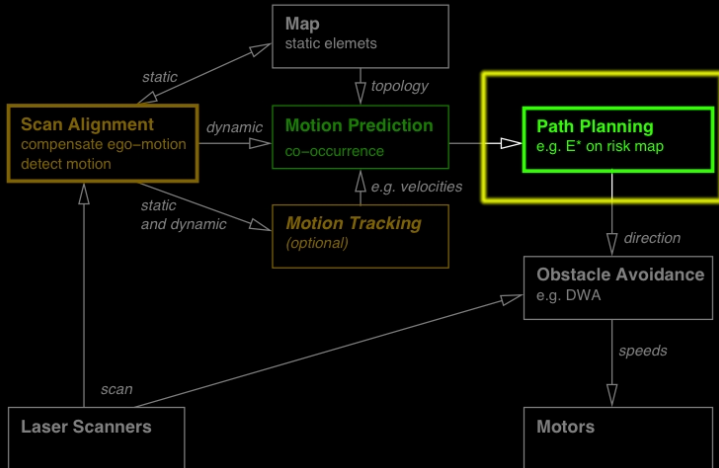 Map
static elemets
static
topology
Scan Alignment
compensate ego–motion
detect motion
dynamic
Motion Prediction
co–occurrence
Path Planning
e.g. E* on risk map
e.g. velocities
static
and dynamic
Motion Tracking
(optional)
direction
Obstacle Avoidance
e.g. DWA
speeds
scan
Laser Scanners
Motors